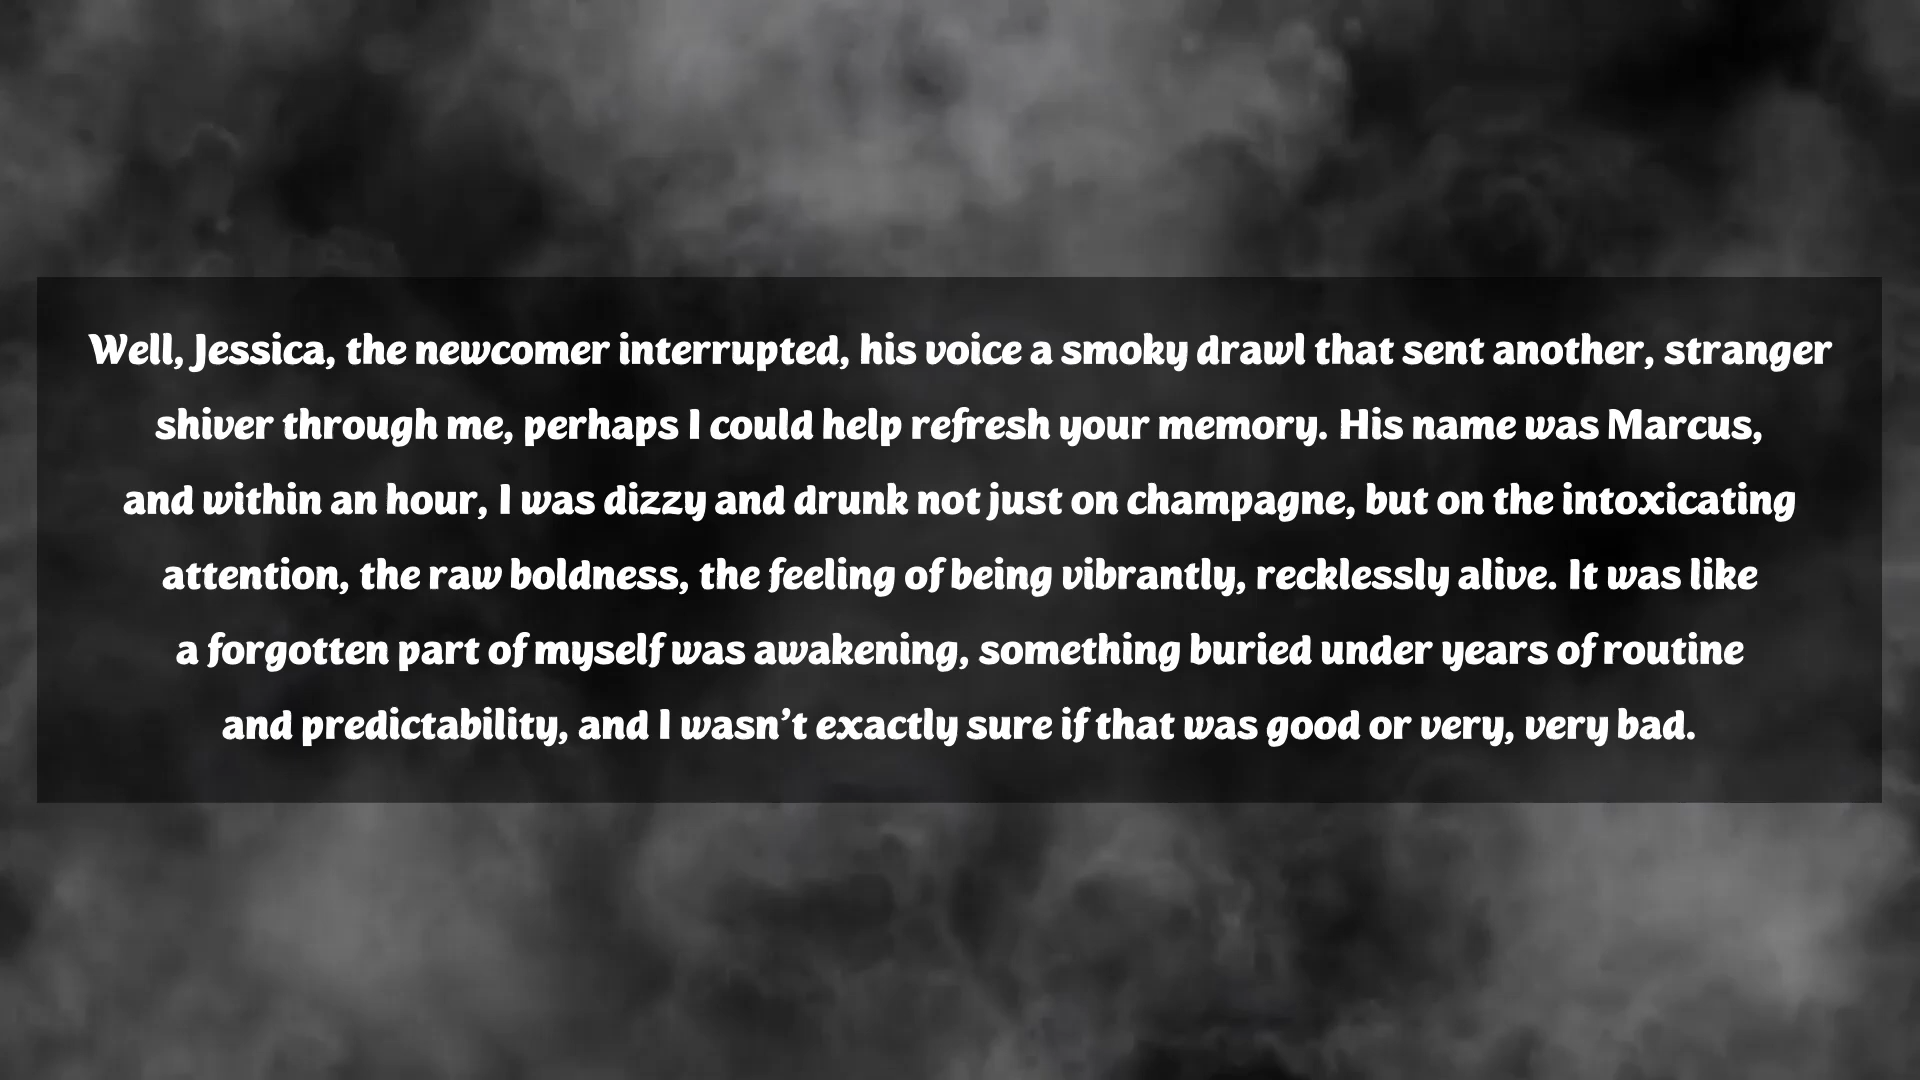 Well, Jessica, the newcomer interrupted, his voice a smoky drawl that sent another, stranger
shiver through me, perhaps I could help refresh your memory. His name was Marcus,
and within an hour, I was dizzy and drunk not just on champagne, but on the intoxicating
attention, the raw boldness, the feeling of being vibrantly, recklessly alive. It was like
a forgotten part of myself was awakening, something buried under years of routine
and predictability, and I wasn’t exactly sure if that was good or very, very bad.